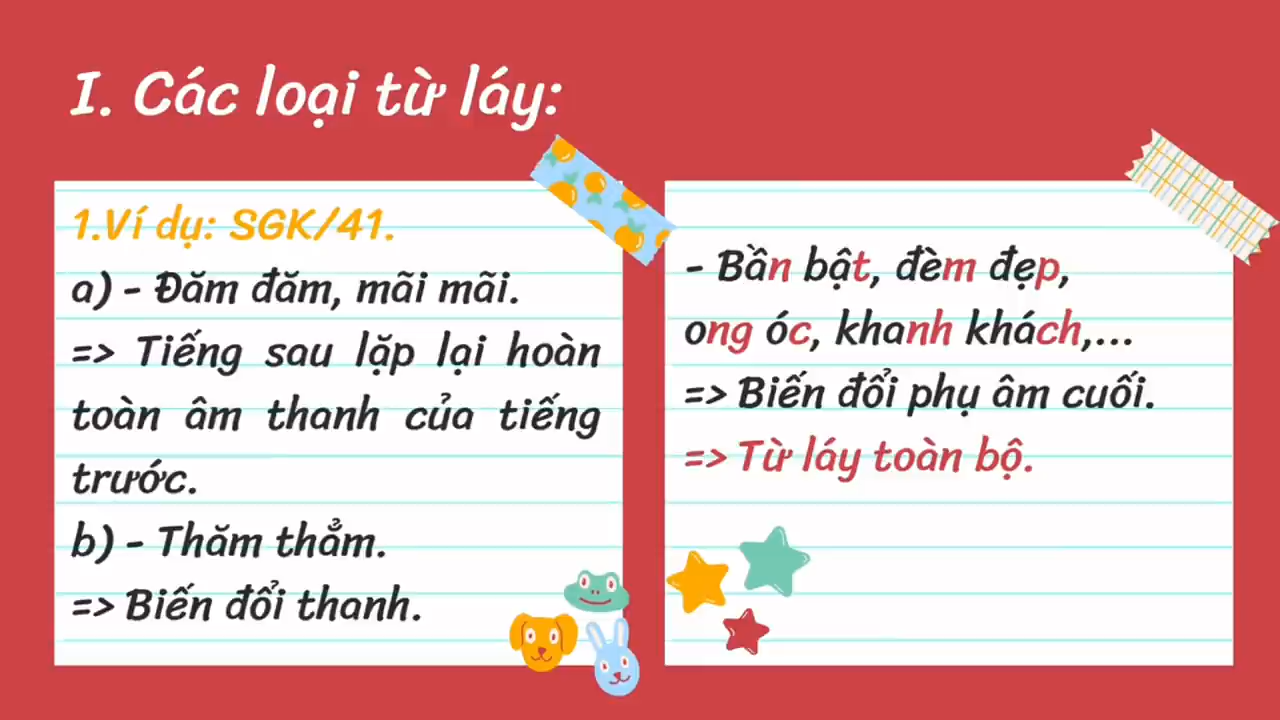 I. Các loại từ láy:
1.Ví dụ: SGK/41.
a) - Đăm đăm, mãi mãi.
=> Tiếng sau lặp lại hoàn
toàn âm thanh của tiếng
trước.
b) - Thăm thẳm.
=> Biến đổi thanh.
- Bần bật, đèm đẹp,
ong óc, khanh khách,...
=> Biến đổi phụ âm cuối.
=> Từ láy toàn bộ.